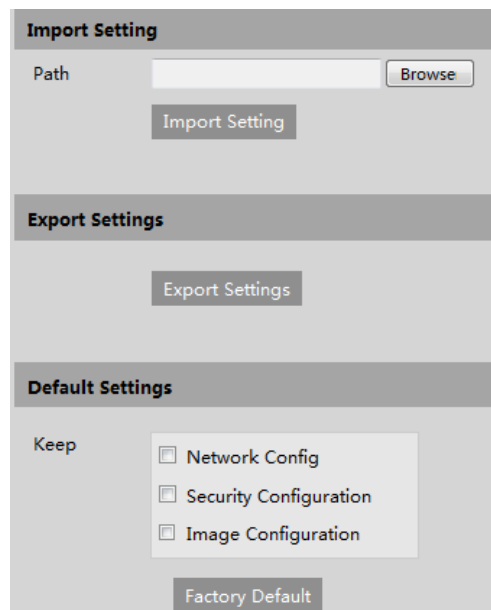 Import Setting
Path Browse
Import Setting
Export Settings
Export Settings
Default Settings
Keep
Network Config
Security Configuration
Image Configuration
Factory Default